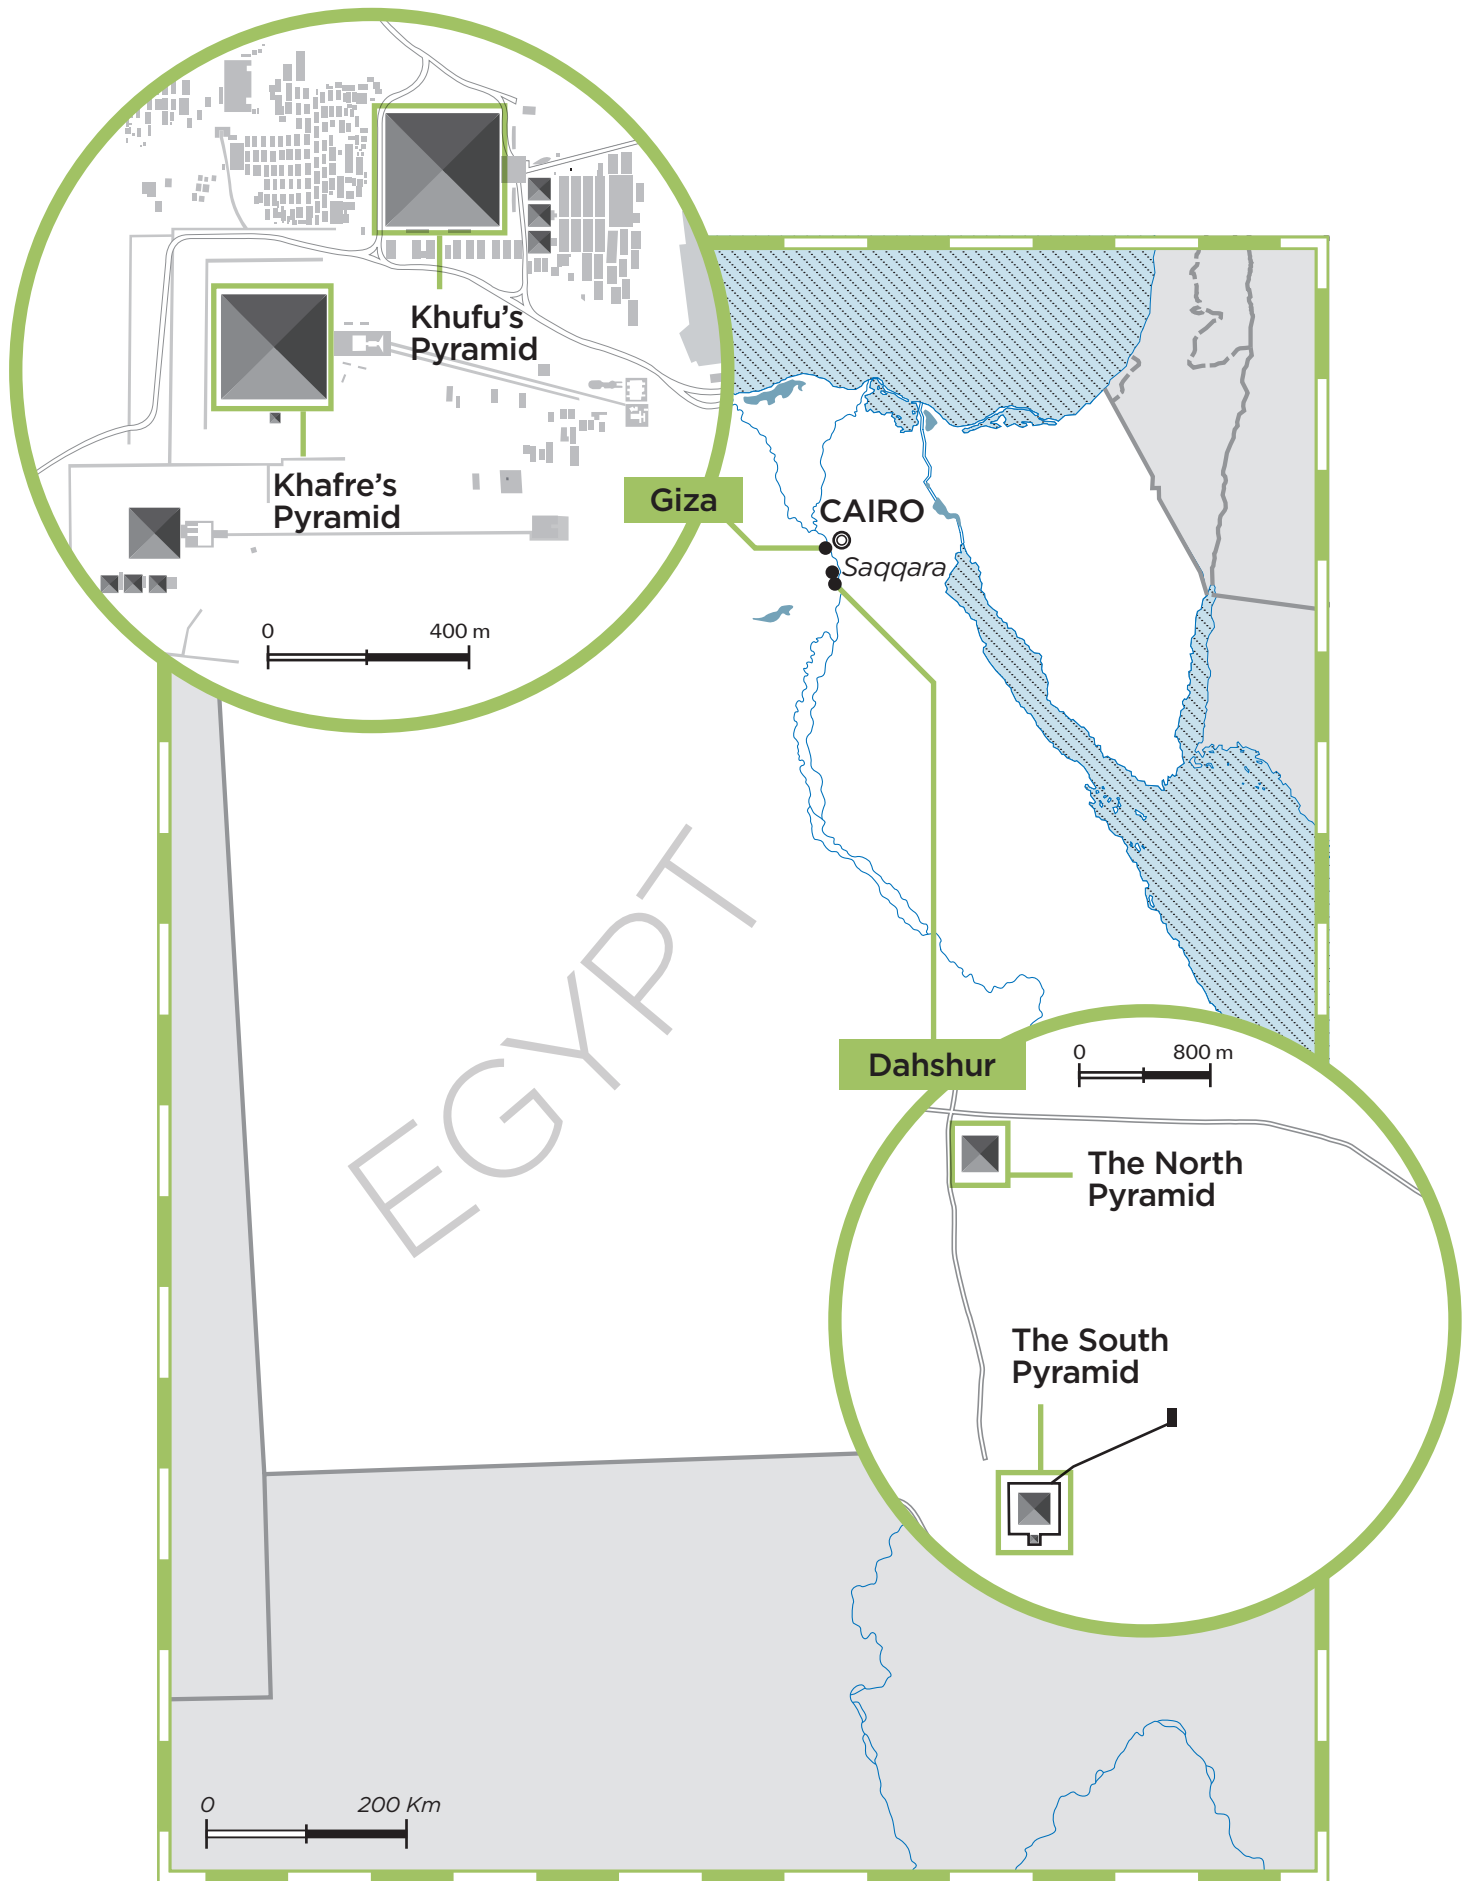 Khufu's
Pyramid
Khafre's
Pyramid
Giza
CAIRO
Saqqara
0 400 m
EGYPT
Dahshur
0 800 m
The North
Pyramid
The South
Pyramid
0 200 Km